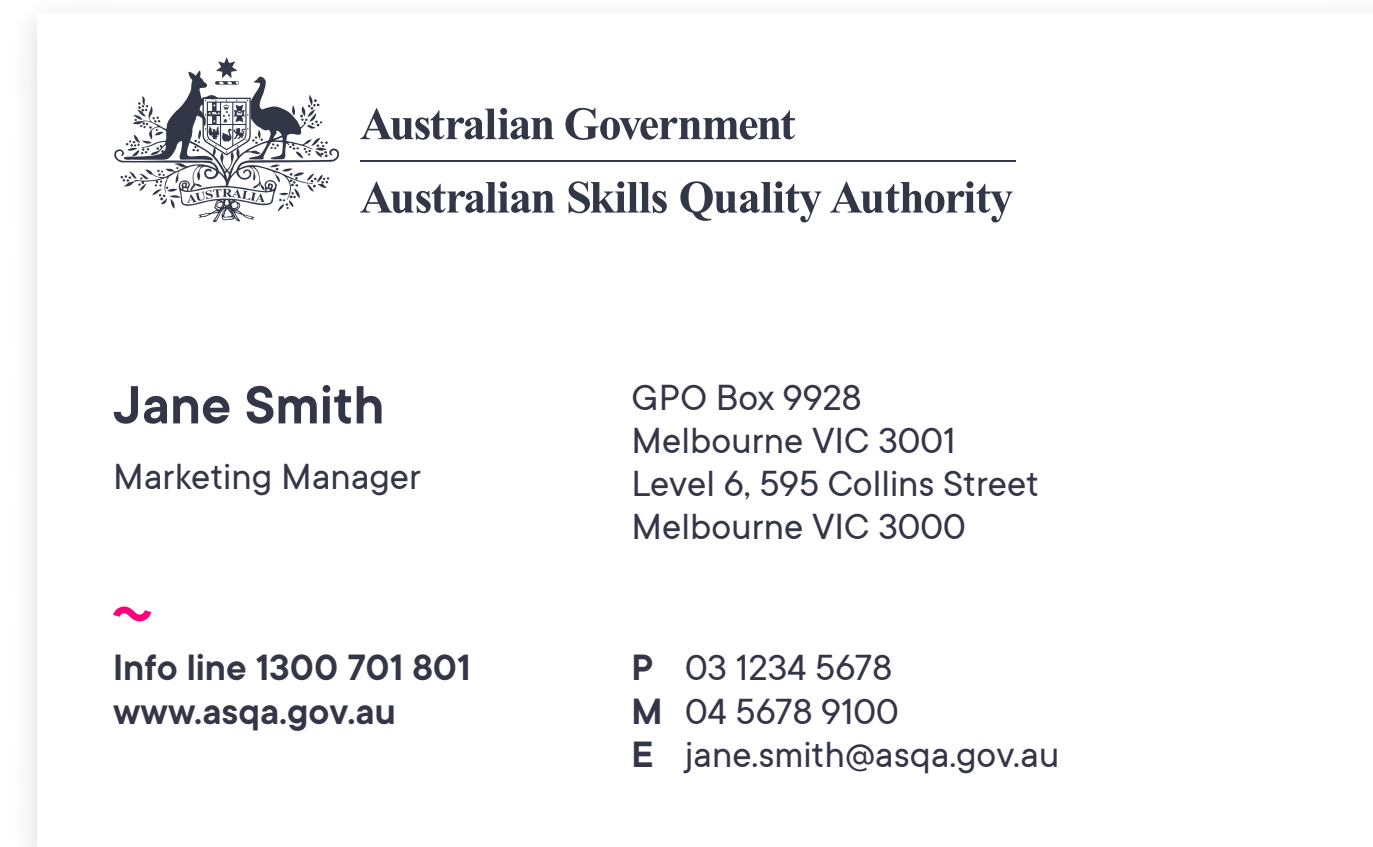 AUSTRALIA
Australian Government
Australian Skills Quality Authority
Jane Smith
Marketing Manager
GPO Box 9928
Melbourne VIC 3001
Level 6, 595 Collins Street
Melbourne VIC 3000
~
Info line 1300 701 801
www.asqa.gov.au
P 03 1234 5678
M 04 5678 9100
E jane.smith@asqa.gov.au